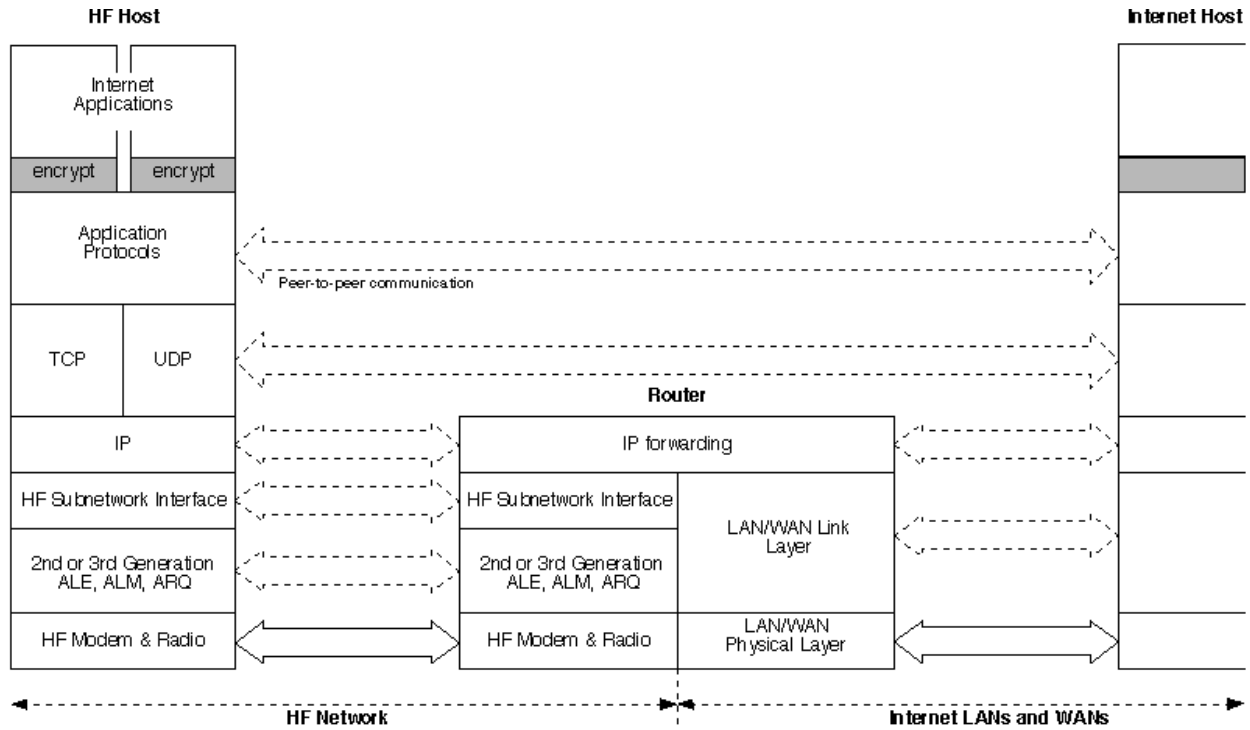 HF Host
Internet Host
Internet
Applications
encrypt
encrypt
Application
Protocols
Peer-to-peer communication
TCP
UDP
Router
IP
IP forwarding
HF Subnetwork Interface
HF Subnetwork Interface
LAN/WAN Link
Layer
2nd or 3rd Generation
ALE, ALM, ARQ
2nd or 3rd Generation
ALE, ALM, ARQ
HF Modem & Radio
HF Modem & Radio
LAN/WAN
Physical Layer
HF Network
Internet LANs and WANs